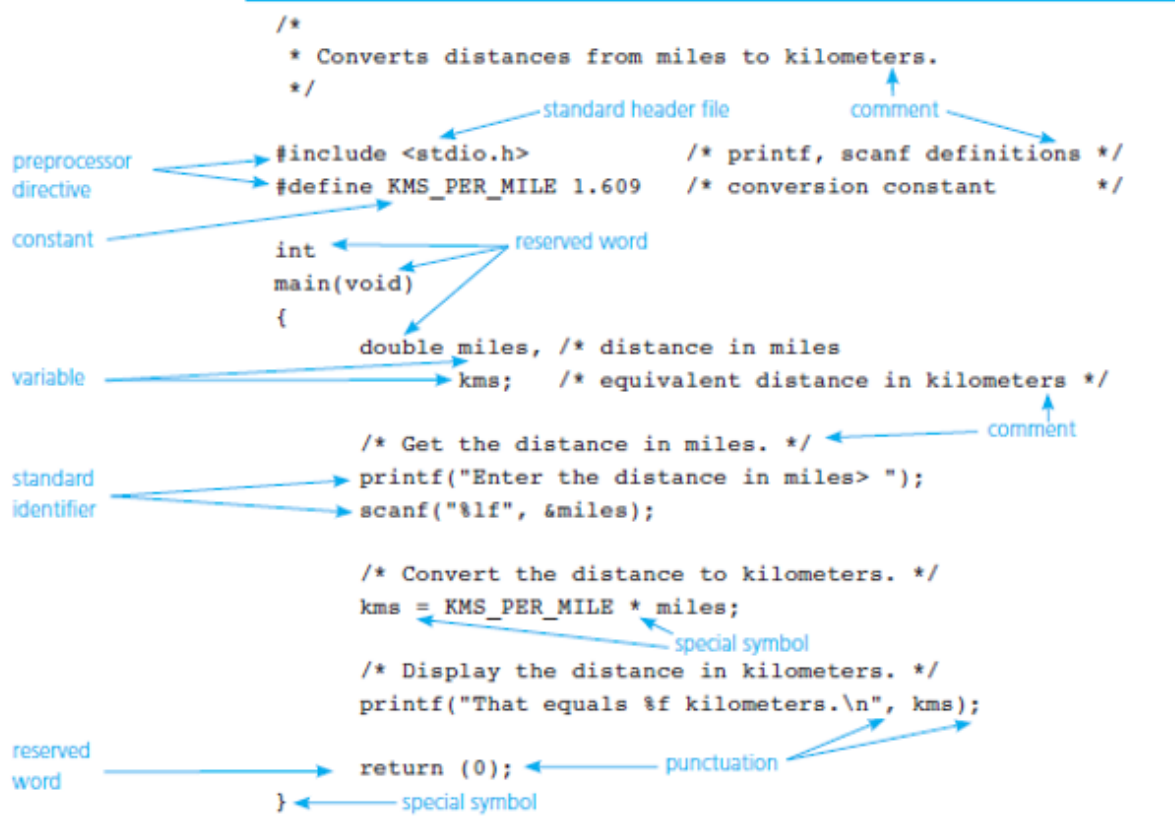 /*
 * Converts distances from miles to kilometers.
 */
standard header file comment
preprocessor directive
#include <stdio.h> /* printf, scanf definitions */
#define KMS_PER_MILE 1.609 /* conversion constant */
constant
reserved word
int
main(void)
{
double miles, /* distance in miles
variable
kms; /* equivalent distance in kilometers */
comment
/* Get the distance in miles. */
standard identifier
printf("Enter the distance in miles> ");
scanf("%lf", &miles);
/* Convert the distance to kilometers. */
kms = KMS_PER_MILE * miles;
special symbol
/* Display the distance in kilometers. */
printf("That equals %f kilometers.\n", kms);
reserved word
punctuation
return (0);
} special symbol